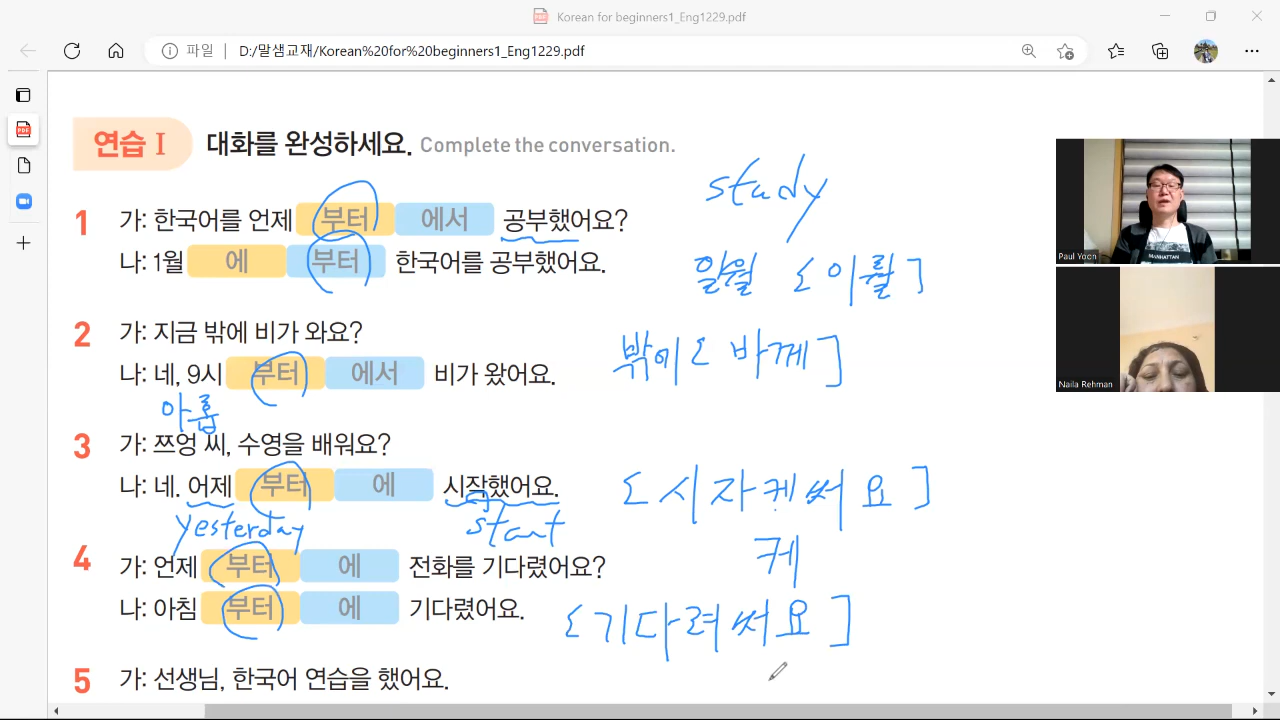 Korean for beginners1_Eng1229.pdf
파일 | D:/말샘교재/Korean%20for%20beginners1_Eng1229.pdf
연습 I 대화를 완성하세요. Complete the conversation.
study
1 가: 한국어를 언제 부터 에서 공부했어요?
나: 1월 에 부터 한국어를 공부했어요.
일월 [이뤌]
2 가: 지금 밖에 비가 와요?
밖에 [바께]
나: 네, 9시 부터 에서 비가 왔어요.
아홉
3 가: 쯔엉 씨, 수영을 배워요?
나: 네. 어제 부터 에 시작했어요.
[시자케써요]
yesterday start
케
4 가: 언제 부터 에 전화를 기다렸어요?
나: 아침 부터 에 기다렸어요.
[기다려써요]
5 가: 선생님, 한국어 연습을 했어요.
Paul Yoon
MANHATTAN
Naila Rehman